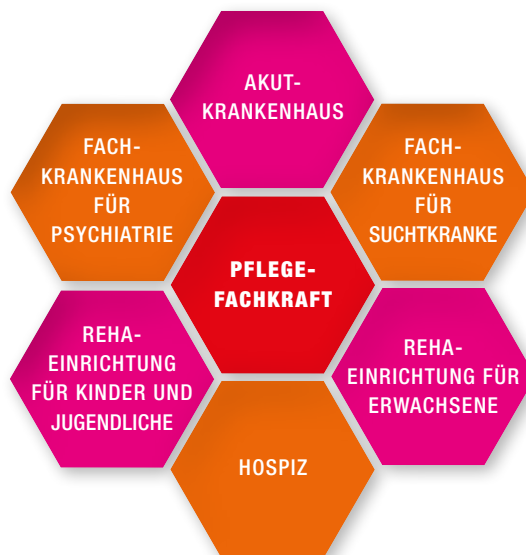 AKUT-
KRANKENHAUS
FACH-
KRANKENHAUS
FÜR
PSYCHIATRIE
FACH-
KRANKENHAUS
FÜR
SUCHTKRANKE
PFLEGE-
FACHKRAFT
REHA-
EINRICHTUNG
FÜR KINDER UND
JUGENDLICHE
REHA-
EINRICHTUNG FÜR
ERWACHSENE
HOSPIZ